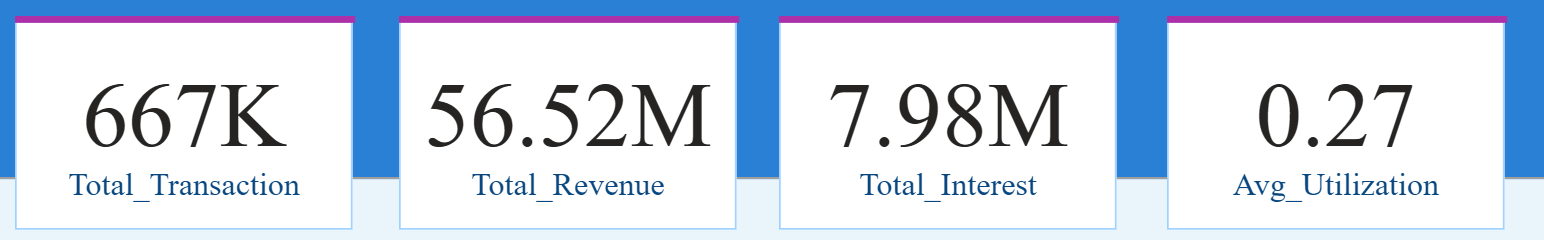 667K
Total_Transaction
56.52M
Total_Revenue
7.98M
Total_Interest
0.27
Avg_Utilization